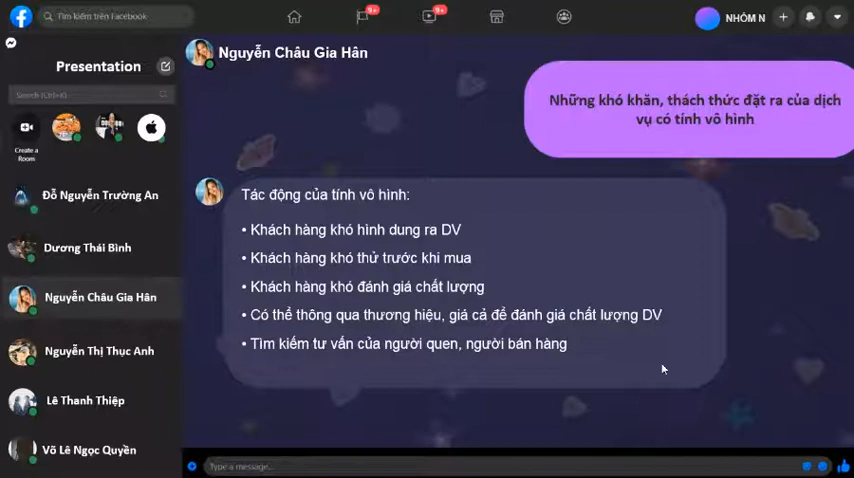 Tìm kiếm trên Facebook
9+
9+
NHÓM N
Presentation
Search (Ctrl+K)
Create a
Room
Đỗ Nguyễn Trường An
Dương Thái Bình
Nguyễn Châu Gia Hân
Nguyễn Thị Thục Anh
Lê Thanh Thiệp
Võ Lê Ngọc Quyền
Nguyễn Châu Gia Hân
Những khó khăn, thách thức đặt ra của dịch
vụ có tính vô hình
Tác động của tính vô hình:
• Khách hàng khó hình dung ra DV
• Khách hàng khó thử trước khi mua
• Khách hàng khó đánh giá chất lượng
• Có thể thông qua thương hiệu, giá cả để đánh giá chất lượng DV
• Tìm kiếm tư vấn của người quen, người bán hàng
Type a message...